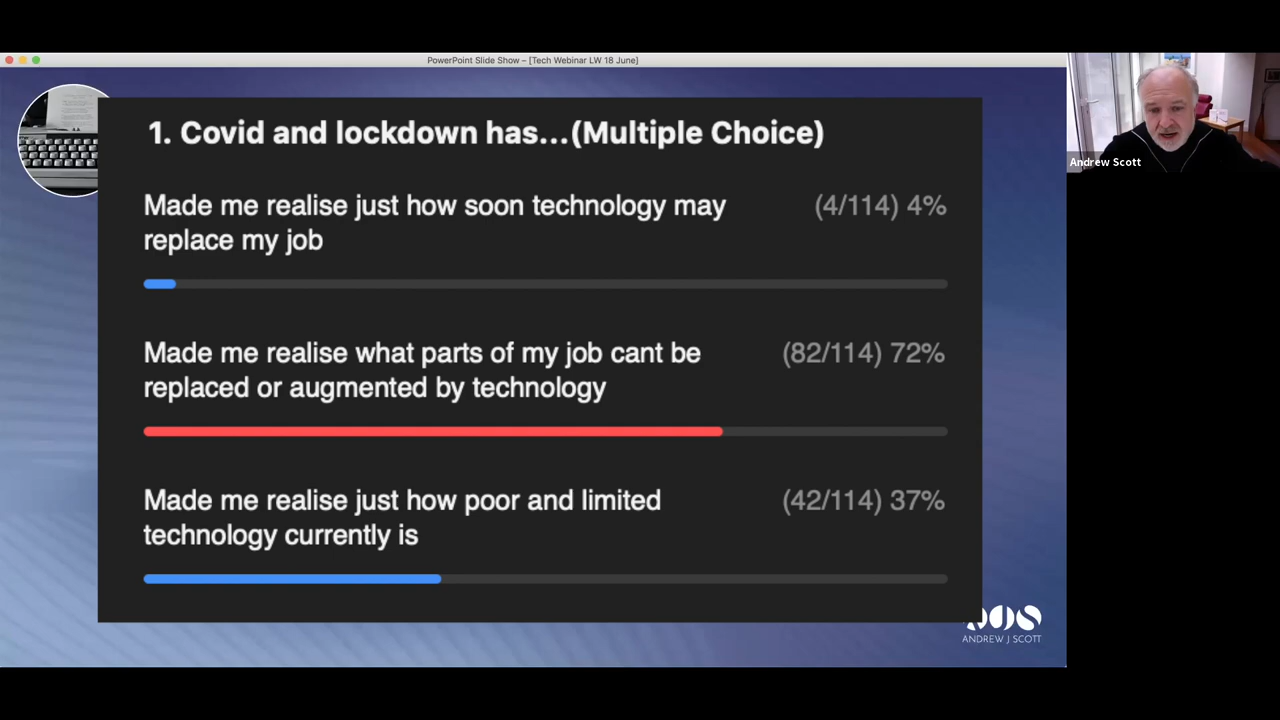 PowerPoint Slide Show – [Tech Webinar LW 18 June]
1. Covid and lockdown has...(Multiple Choice)
Made me realise just how soon technology may
replace my job
(4/114) 4%
Made me realise what parts of my job cant be
replaced or augmented by technology
(82/114) 72%
Made me realise just how poor and limited
technology currently is
(42/114) 37%
ANDREW J SCOTT
Andrew Scott